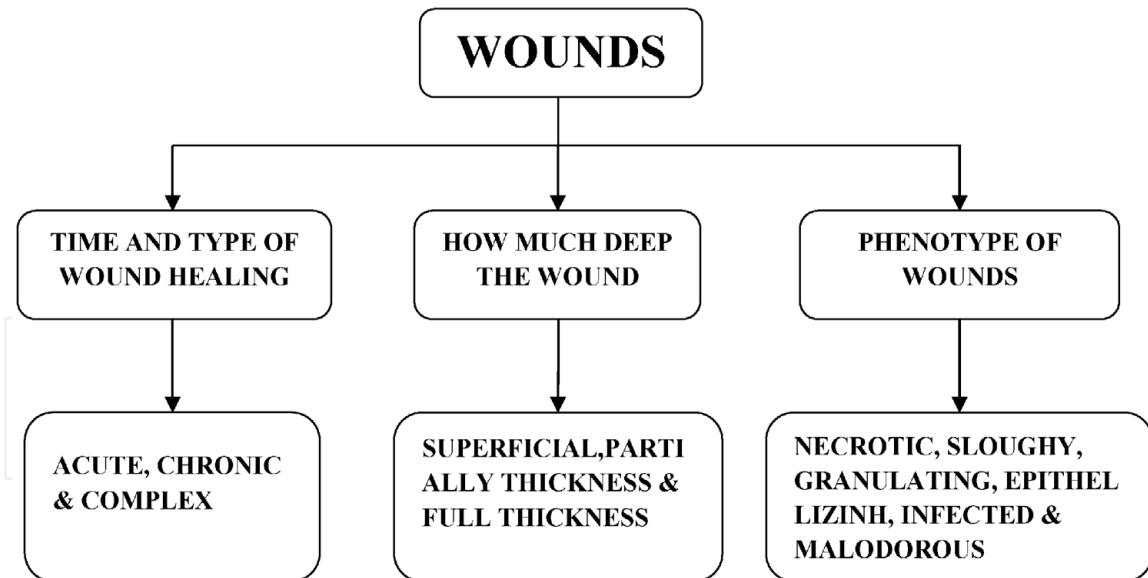 WOUNDS
TIME AND TYPE OF
WOUND HEALING
HOW MUCH DEEP
THE WOUND
PHENOTYPE OF
WOUNDS
ACUTE, CHRONIC
& COMPLEX
SUPERFICIAL,PARTI
ALLY THICKNESS &
FULL THICKNESS
NECROTIC, SLOUGHY,
GRANULATING, EPITHEL
LIZINH, INFECTED &
MALODOROUS